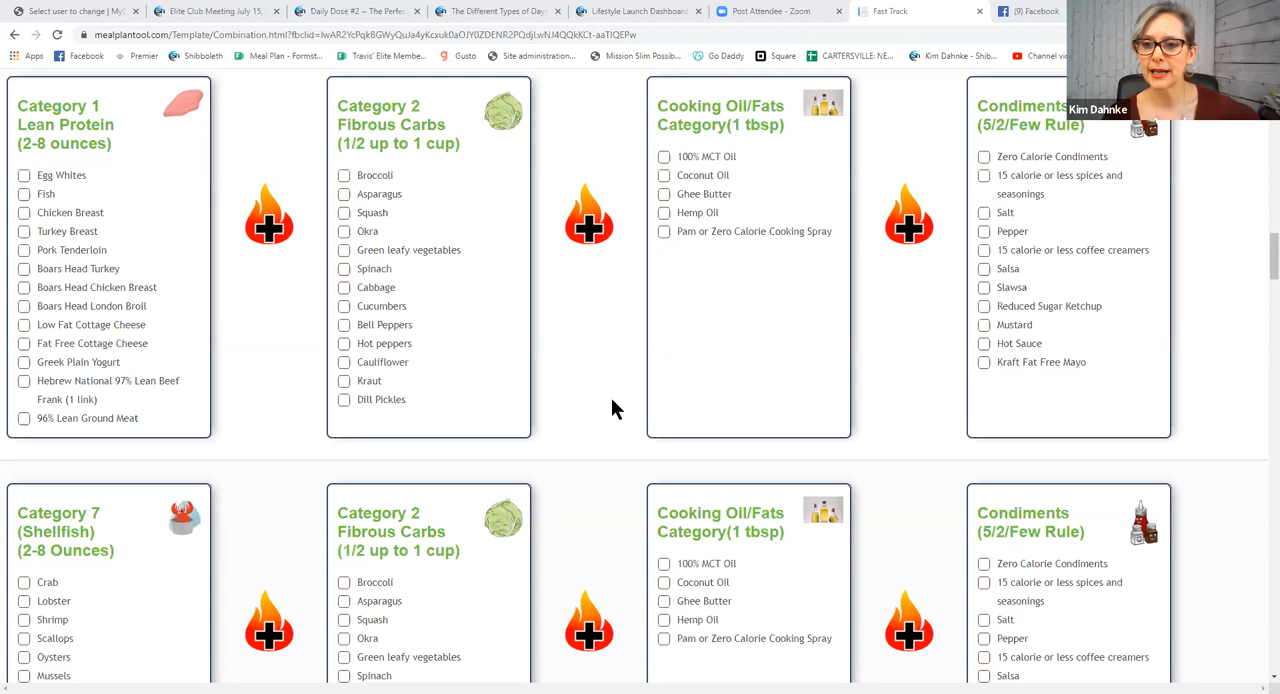 Select user to change | MyS
Elite Club Meeting July 15,
Daily Dose #2 ~ The Perfec
The Different Types of Days
Lifestyle Launch Dashboard
Post Attendee - Zoom
Fast Track
(9) Facebook
mealplantool.com/Template/Combination.html?fbclid=
Apps
Facebook
Premier
Shibboleth
Meal Plan - Formst...
Travis' Elite Membe...
Gusto
Site administration...
Mission Slim Possib...
Go Daddy
Square
CARTERSVILLE: NE...
Kim Dahnke - Shib...
Channel vi
Kim Dahnke
Category 1
Lean Protein
(2-8 ounces)
Egg Whites
Fish
Chicken Breast
Turkey Breast
Pork Tenderloin
Boars Head Turkey
Boars Head Chicken Breast
Boars Head London Broil
Low Fat Cottage Cheese
Fat Free Cottage Cheese
Greek Plain Yogurt
Hebrew National 97% Lean Beef
Frank (1 link)
96% Lean Ground Meat
Category 2
Fibrous Carbs
(1/2 up to 1 cup)
Broccoli
Asparagus
Squash
Okra
Green leafy vegetables
Spinach
Cabbage
Cucumbers
Bell Peppers
Hot peppers
Cauliflower
Kraut
Dill Pickles
Cooking Oil/Fats
Category(1 tbsp)
100% MCT Oil
Coconut Oil
Ghee Butter
Hemp Oil
Pam or Zero Calorie Cooking Spray
Condiments
(5/2/Few Rule)
Zero Calorie Condiments
15 calorie or less spices and
seasonings
Salt
Pepper
15 calorie or less coffee creamers
Salsa
Slawsa
Reduced Sugar Ketchup
Mustard
Hot Sauce
Kraft Fat Free Mayo
Category 7
(Shellfish)
(2-8 Ounces)
Crab
Lobster
Shrimp
Scallops
Oysters
Mussels
Category 2
Fibrous Carbs
(1/2 up to 1 cup)
Broccoli
Asparagus
Squash
Okra
Green leafy vegetables
Spinach
Cooking Oil/Fats
Category(1 tbsp)
100% MCT Oil
Coconut Oil
Ghee Butter
Hemp Oil
Pam or Zero Calorie Cooking Spray
Condiments
(5/2/Few Rule)
Zero Calorie Condiments
15 calorie or less spices and
seasonings
Salt
Pepper
15 calorie or less coffee creamers
Salsa